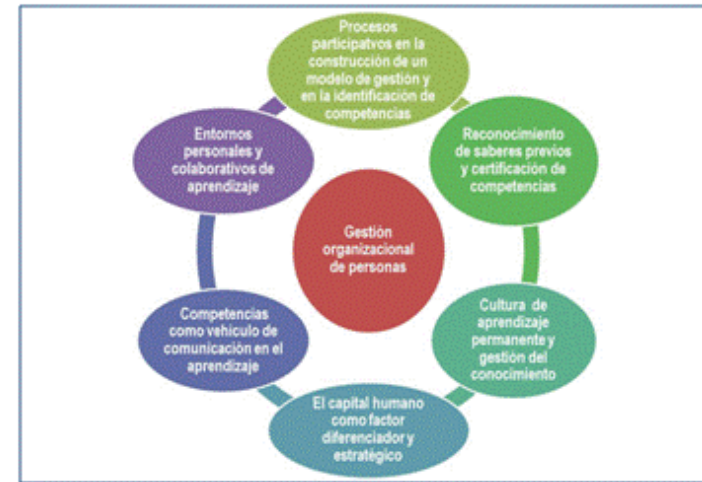 Procesos
participatvos en la
construcción de un
modelo de gestión y
en la identificación de
competencias
Reconocimiento
de saberes previos
y certificación de
competencias
Cultura de
aprendizaje
permanente y
gestión del
conocimiento
El capital humano
como factor
diferenciador y
estratégico
Competencias
como vehículo de
comunicación en el
aprendizaje
Entornos
personales y
colaborativos de
aprendizaje
Gestión
organizacional
de personas